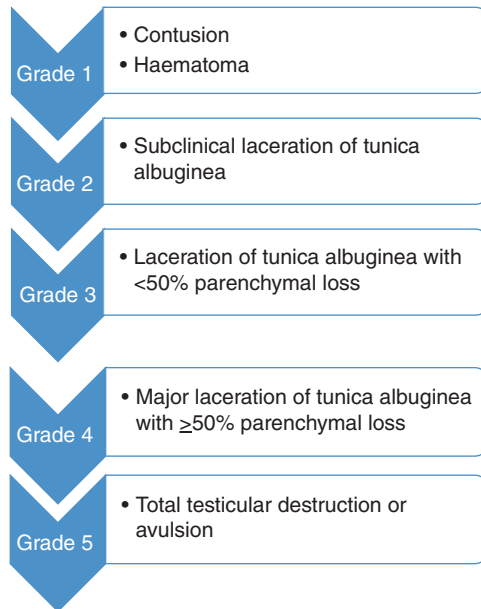 Grade 1
• Contusion
• Haematoma
Grade 2
• Subclinical laceration of tunica
albuginea
Grade 3
• Laceration of tunica albuginea with
<50% parenchymal loss
Grade 4
• Major laceration of tunica albuginea
with ≥50% parenchymal loss
Grade 5
• Total testicular destruction or
avulsion